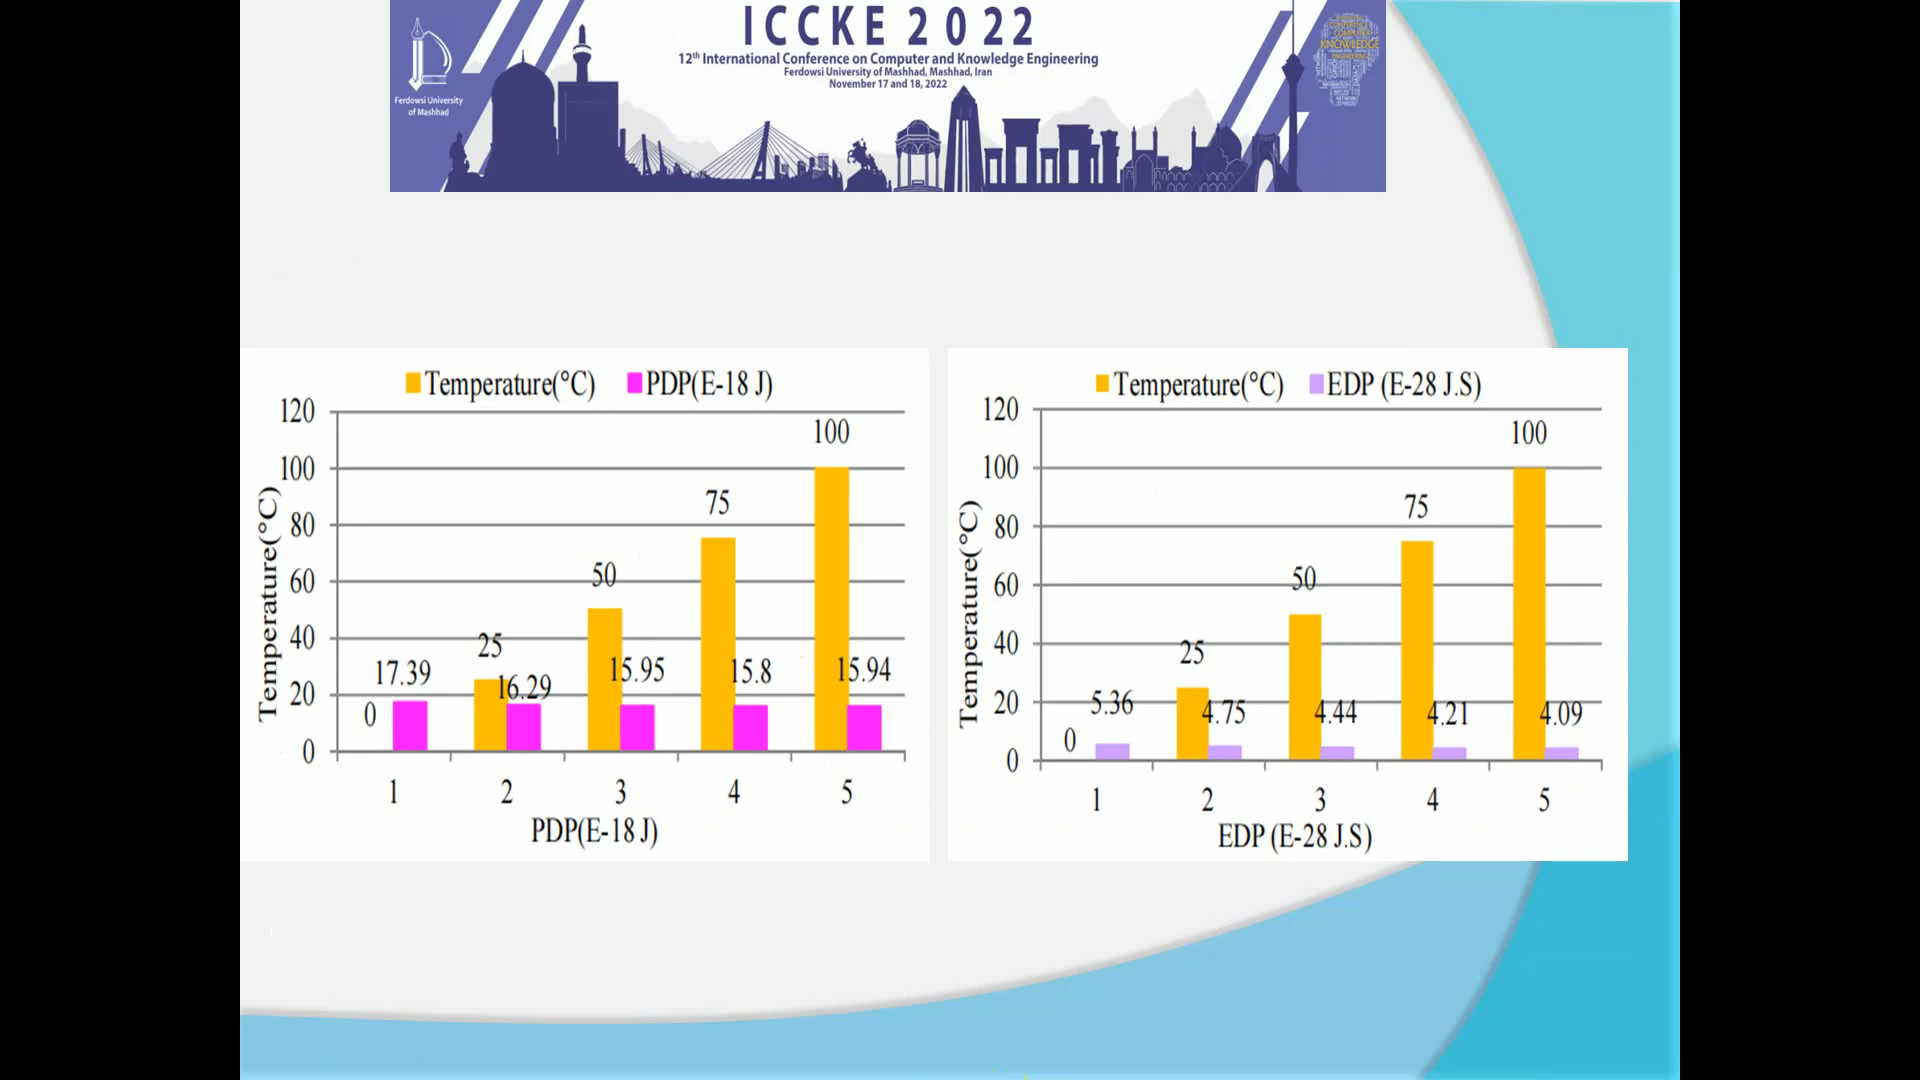 ICCKE 2022
12th International Conference on Computer and Knowledge Engineering
Ferdowsi University of Mashhad, Mashhad, Iran
November 17 and 18, 2022
Ferdowsi University
of Mashhad
COMPUTER
KNOWLEDGE
ENGINEERING
Temperature(°C) PDP(E-18 J)
120
100
80
60
40
20
0
Temperature(°C)
0 17.39
25 16.29
50 15.95
75 15.8
100 15.94
1 2 3 4 5
PDP(E-18 J)
Temperature(°C) EDP (E-28 J.S)
120
100
80
60
40
20
0
Temperature(°C)
0 5.36
25 4.75
50 4.44
75 4.21
100 4.09
1 2 3 4 5
EDP (E-28 J.S)